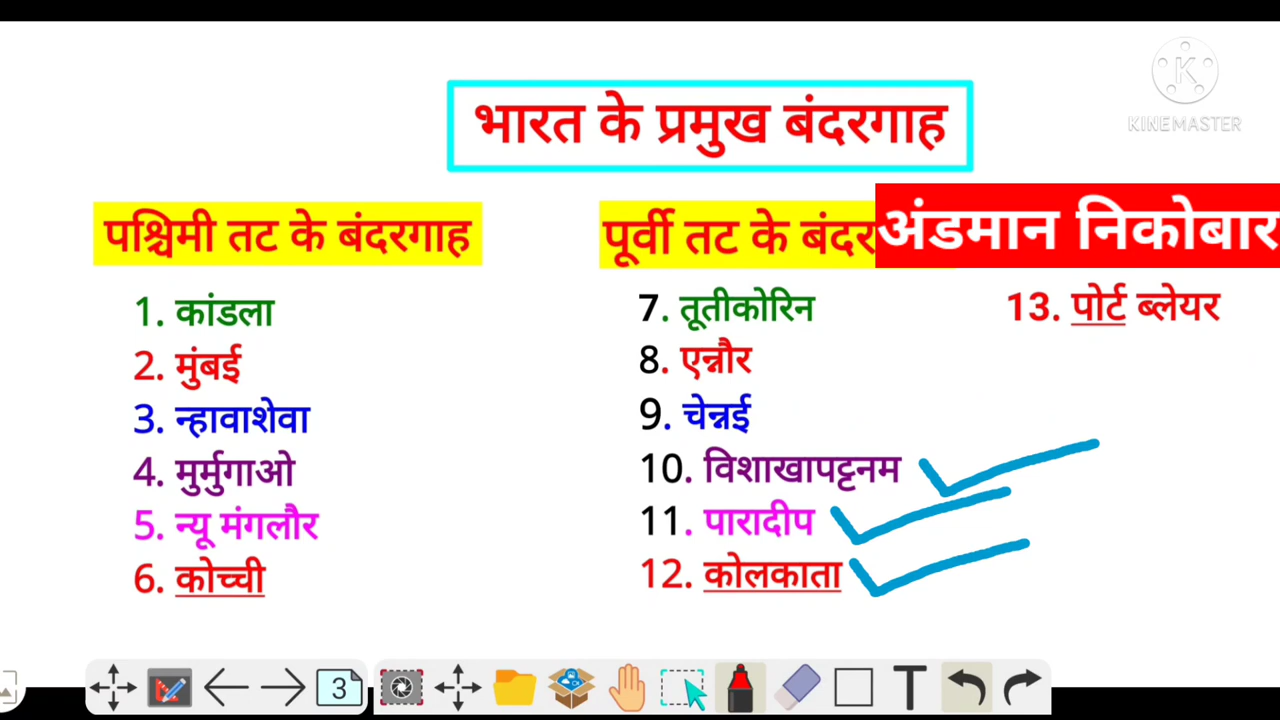 भारत के प्रमुख बंदरगाह
KINEMASTER
पश्चिमी तट के बंदरगाह
1. कांडला
2. मुंबई
3. न्हावाशेवा
4. मुर्मुगाओ
5. न्यू मंगलौर
6. कोच्ची
पूर्वी तट के बंदर
7. तूतीकोरिन
8. एन्नौर
9. चेन्नई
10. विशाखापट्टनम
11. पारादीप
12. कोलकाता
अंडमान निकोबार
13. पोर्ट ब्लेयर
3